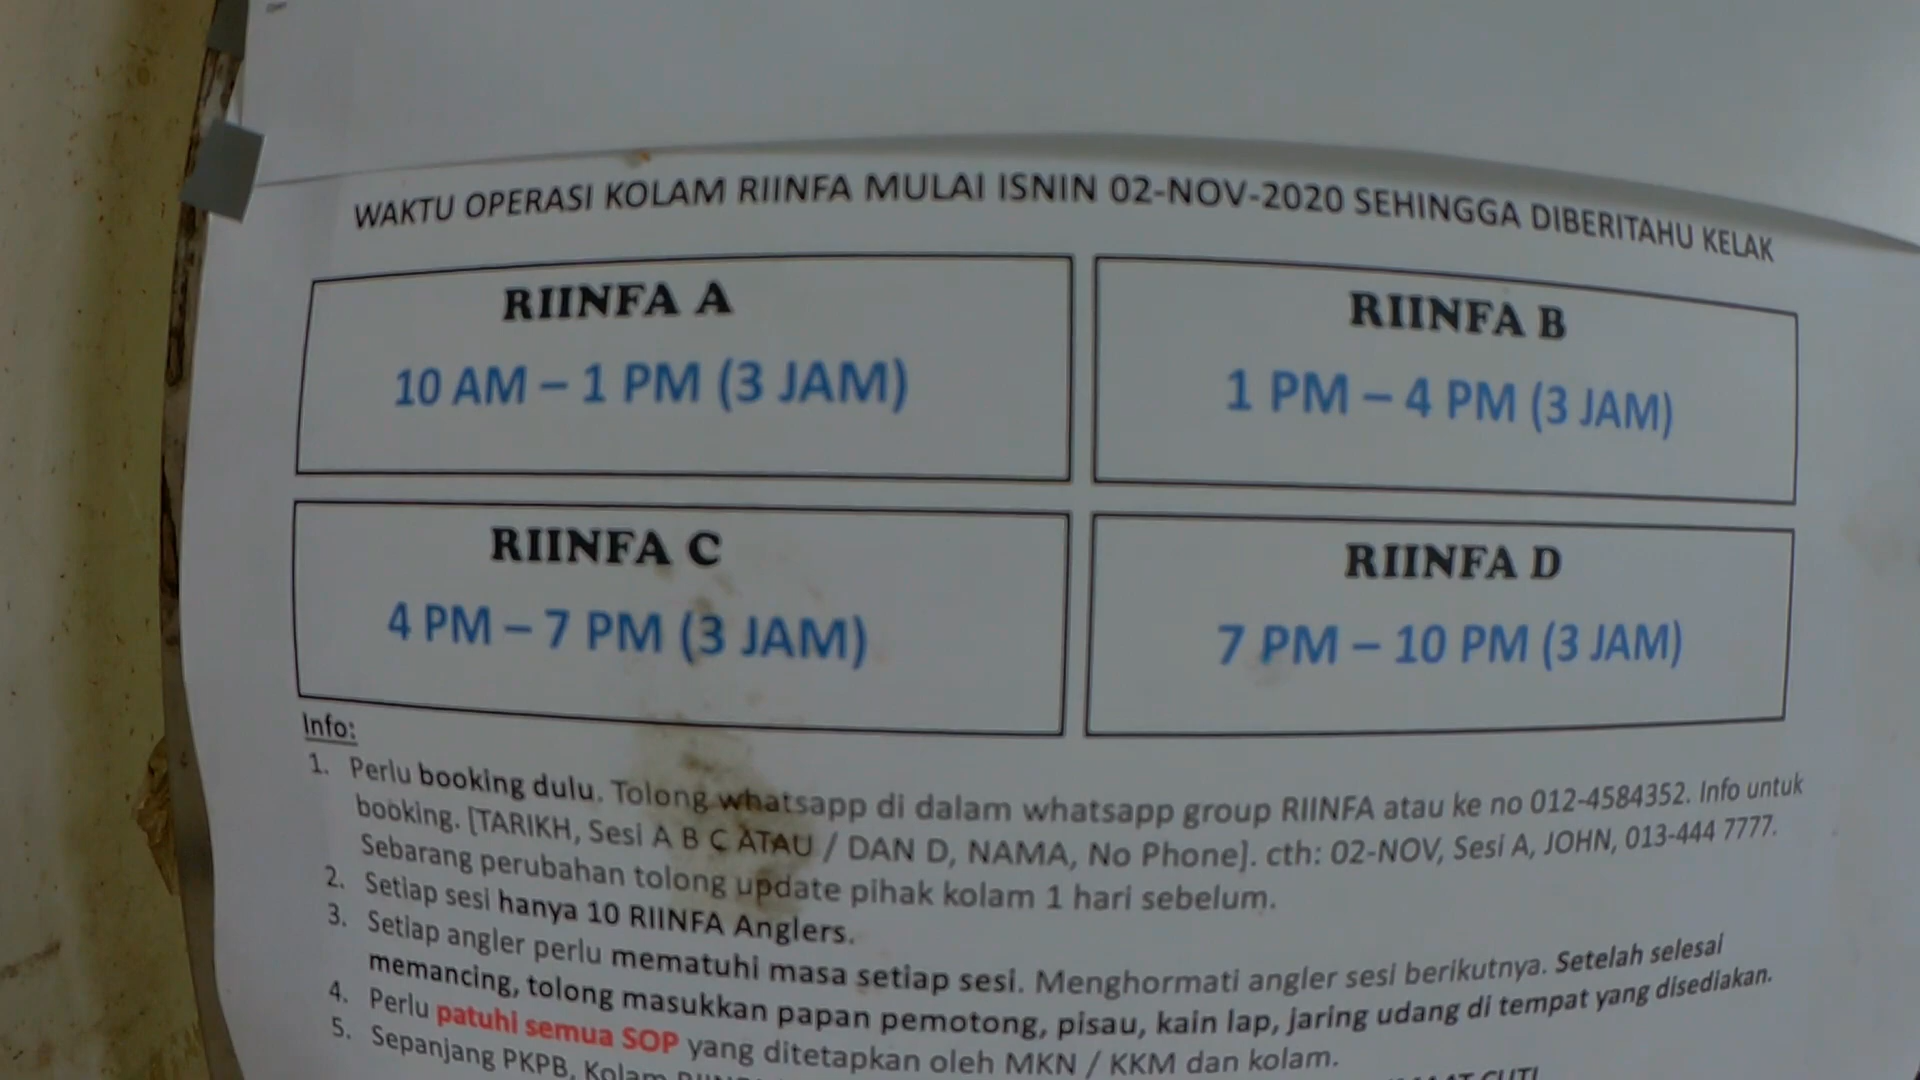 WAKTU OPERASI KOLAM RIINFA MULAI ISNIN 02-NOV-2020 SEHINGGA DIBERITAHU KELAK
RIINFA A
10 AM – 1 PM (3 JAM)
RIINFA B
1 PM – 4 PM (3 JAM)
RIINFA C
4 PM – 7 PM (3 JAM)
RIINFA D
7 PM – 10 PM (3 JAM)
Info:
1. Perlu booking dulu. Tolong whatsapp di dalam whatsapp group RIINFA atau ke no 012-4584352. Info untuk
booking. [TARIKH, Sesi A B C ATAU / DAN D, NAMA, No Phone]. cth: 02-NOV, Sesi A, JOHN, 013-444 7777.
Sebarang perubahan tolong update pihak kolam 1 hari sebelum.
2. Setiap sesi hanya 10 RIINFA Anglers.
3. Setiap angler perlu mematuhi masa setiap sesi. Menghormati angler sesi berikutnya. Setelah selesai
memancing, tolong masukkan papan pemotong, pisau, kain lap, jaring udang di tempat yang disediakan.
4. Perlu patuhi semua SOP yang ditetapkan oleh MKN / KKM dan kolam.
5. Sepanjang PKPB, Kolam CUTI